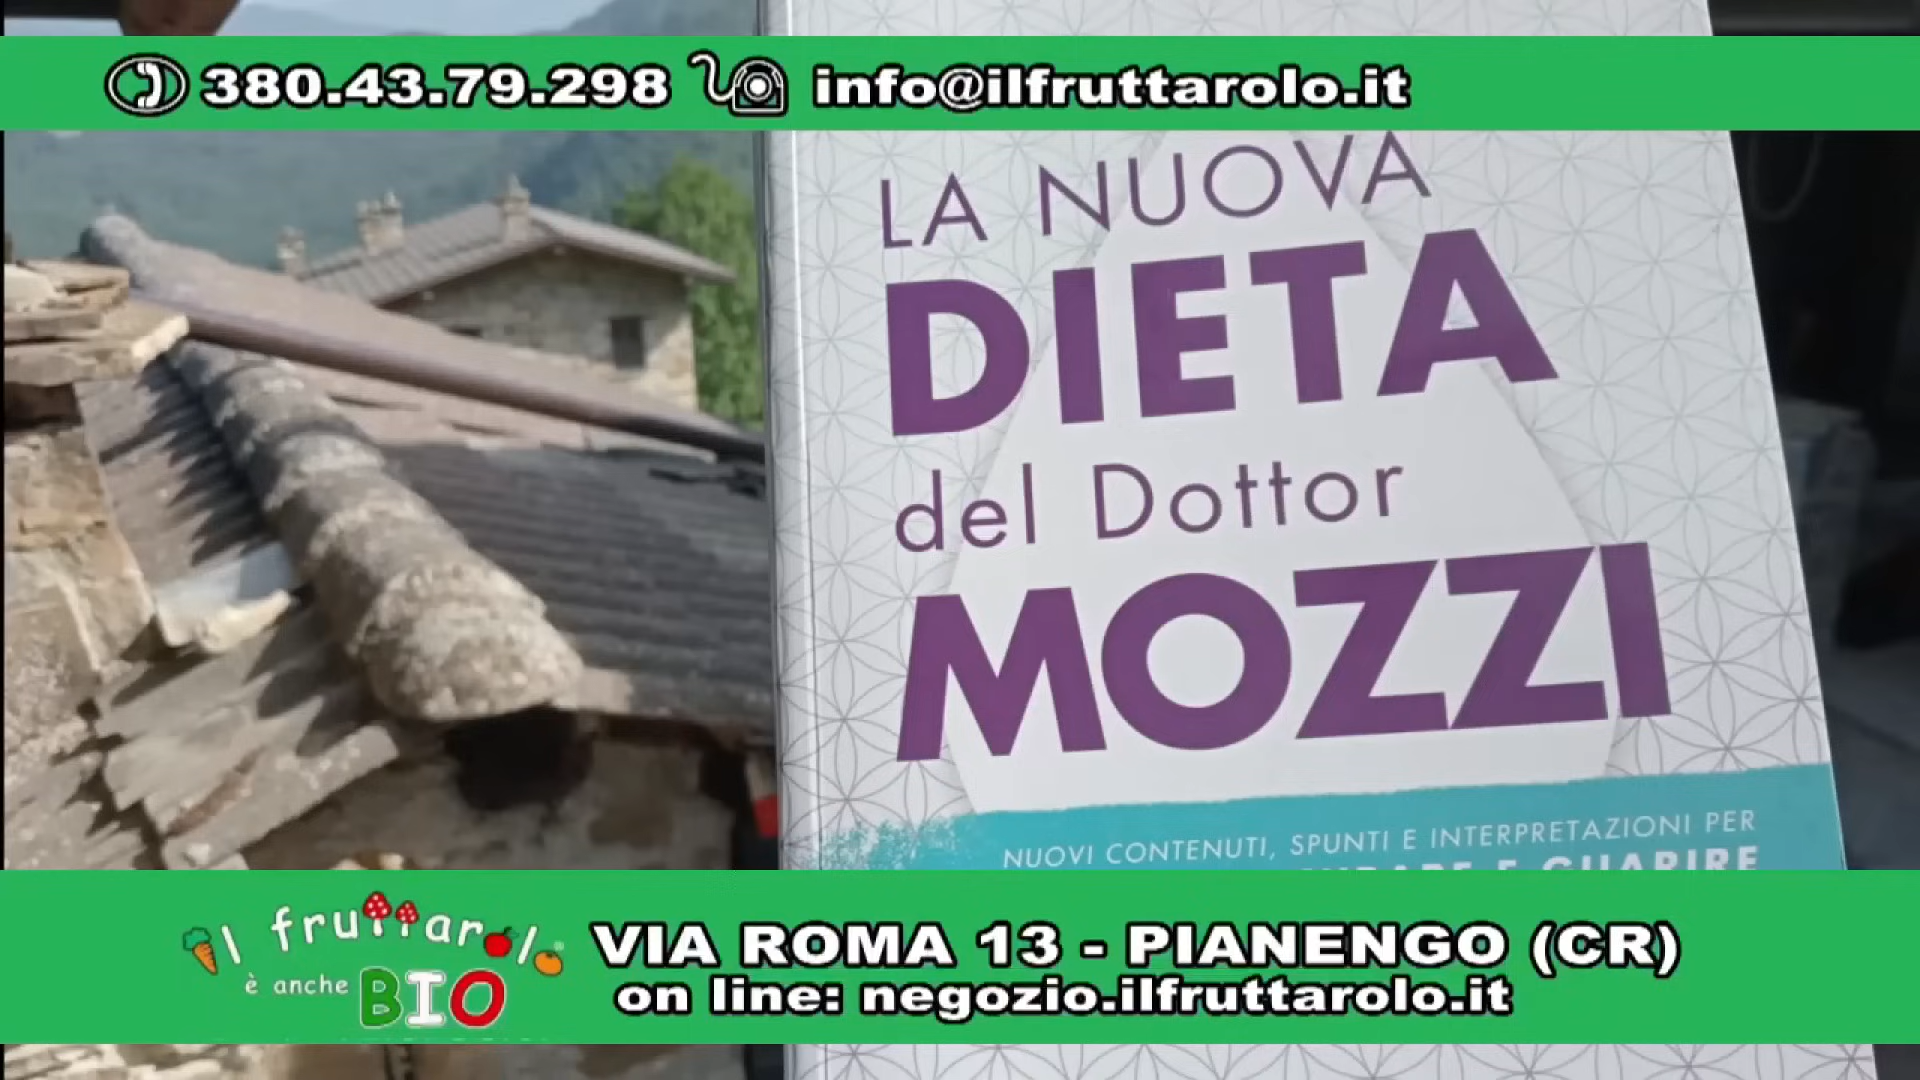 380.43.79.298 info@ilfruttarolo.it
LA NUOVA
DIETA
del Dottor
MOZZI
NUOVI CONTENUTI, SPUNTI E INTERPRETAZIONI PER
E GUARIRE
il fruttarolo
è anche BIO
VIA ROMA 13 - PIANENGO (CR)
on line: negozio.ilfruttarolo.it